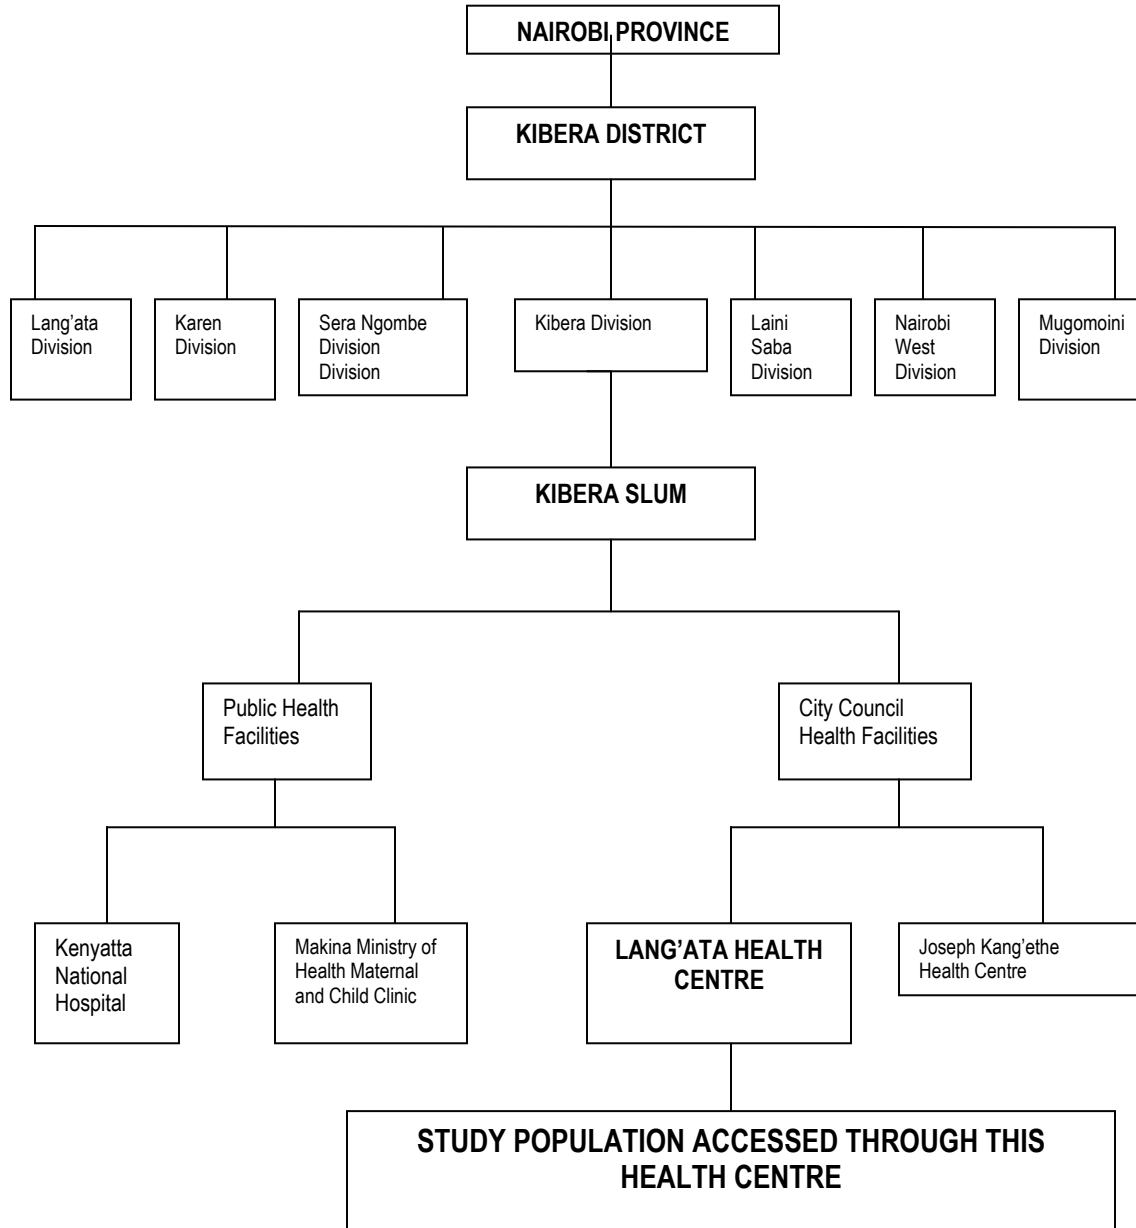 NAIROBI PROVINCE
KIBERA DISTRICT
Lang'ata
Division
Karen
Division
Sera Ngombe
Division
Division
Kibera Division
Laini
Saba
Division
Nairobi
West
Division
Mugomoini
Division
KIBERA SLUM
Public Health
Facilities
City Council
Health Facilities
Kenyatta
National
Hospital
Makina Ministry of
Health Maternal
and Child Clinic
LANG'ATA HEALTH
CENTRE
Joseph Kang'ethe
Health Centre
STUDY POPULATION ACCESSED THROUGH THIS
HEALTH CENTRE